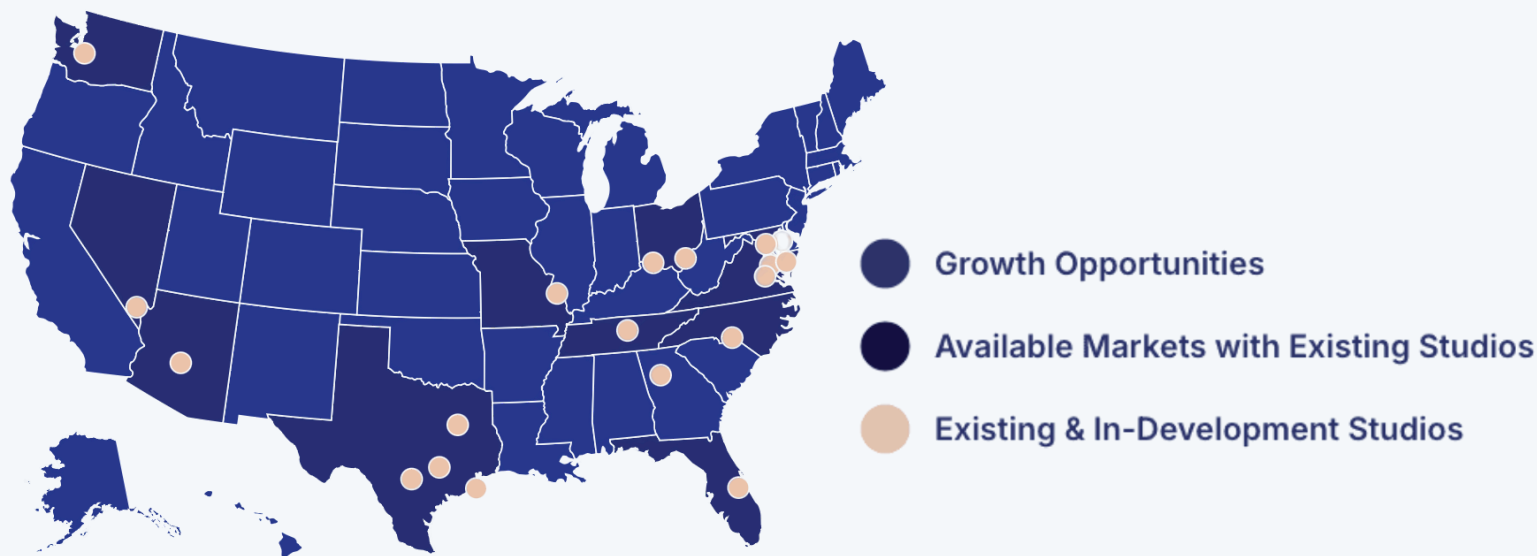 Growth Opportunities
Available Markets with Existing Studios
Existing & In-Development Studios